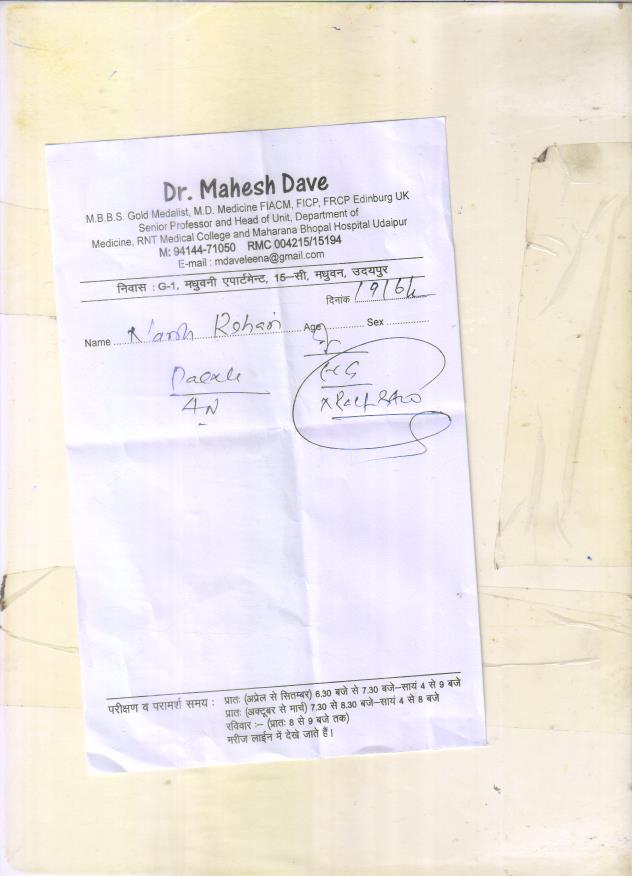 Dr. Mahesh Dave
M.B.B.S. Gold Medalist, M.D. Medicine FIACM, FICP, FRCP Edinburg UK
Senior Professor and Head of Unit, Department of
Medicine, RNT Medical College and Maharana Bhopal Hospital Udaipur
M: 94144-71050 RMC 004215/15194
E-mail : mdaveleena@gmail.com
निवास : G-1, मधुवनी एपार्टमेन्ट, 15–सी, मधुवन, उदयपुर
दिनांक
Name Age Sex
परीक्षण व परामर्श समय : प्रातः (अप्रेल से सितम्बर) 6.30 बजे से 7.30 बजे–सायं 4 से 9 बजे
प्रातः (अक्टूबर से मार्च) 7.30 से 8.30 बजे–सायं 4 से 8 बजे
रविवार :– (प्रातः 8 से 9 बजे तक)
मरीज लाईन में देखे जाते हैं।